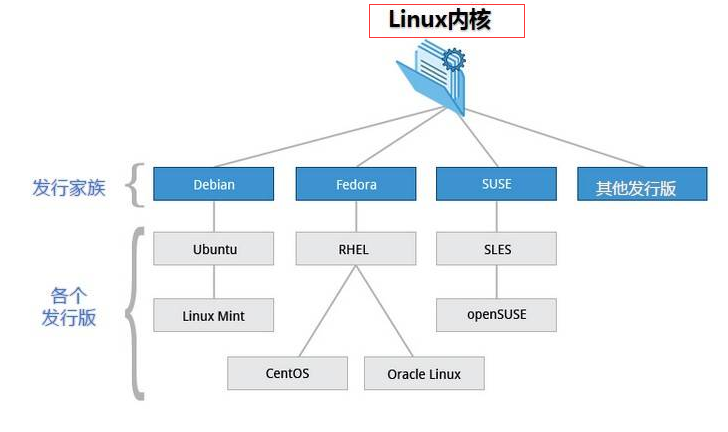 Linux内核
发行家族
Debian
Fedora
SUSE
其他发行版
各个
发行版
Ubuntu
RHEL
SLES
Linux Mint
openSUSE
CentOS
Oracle Linux